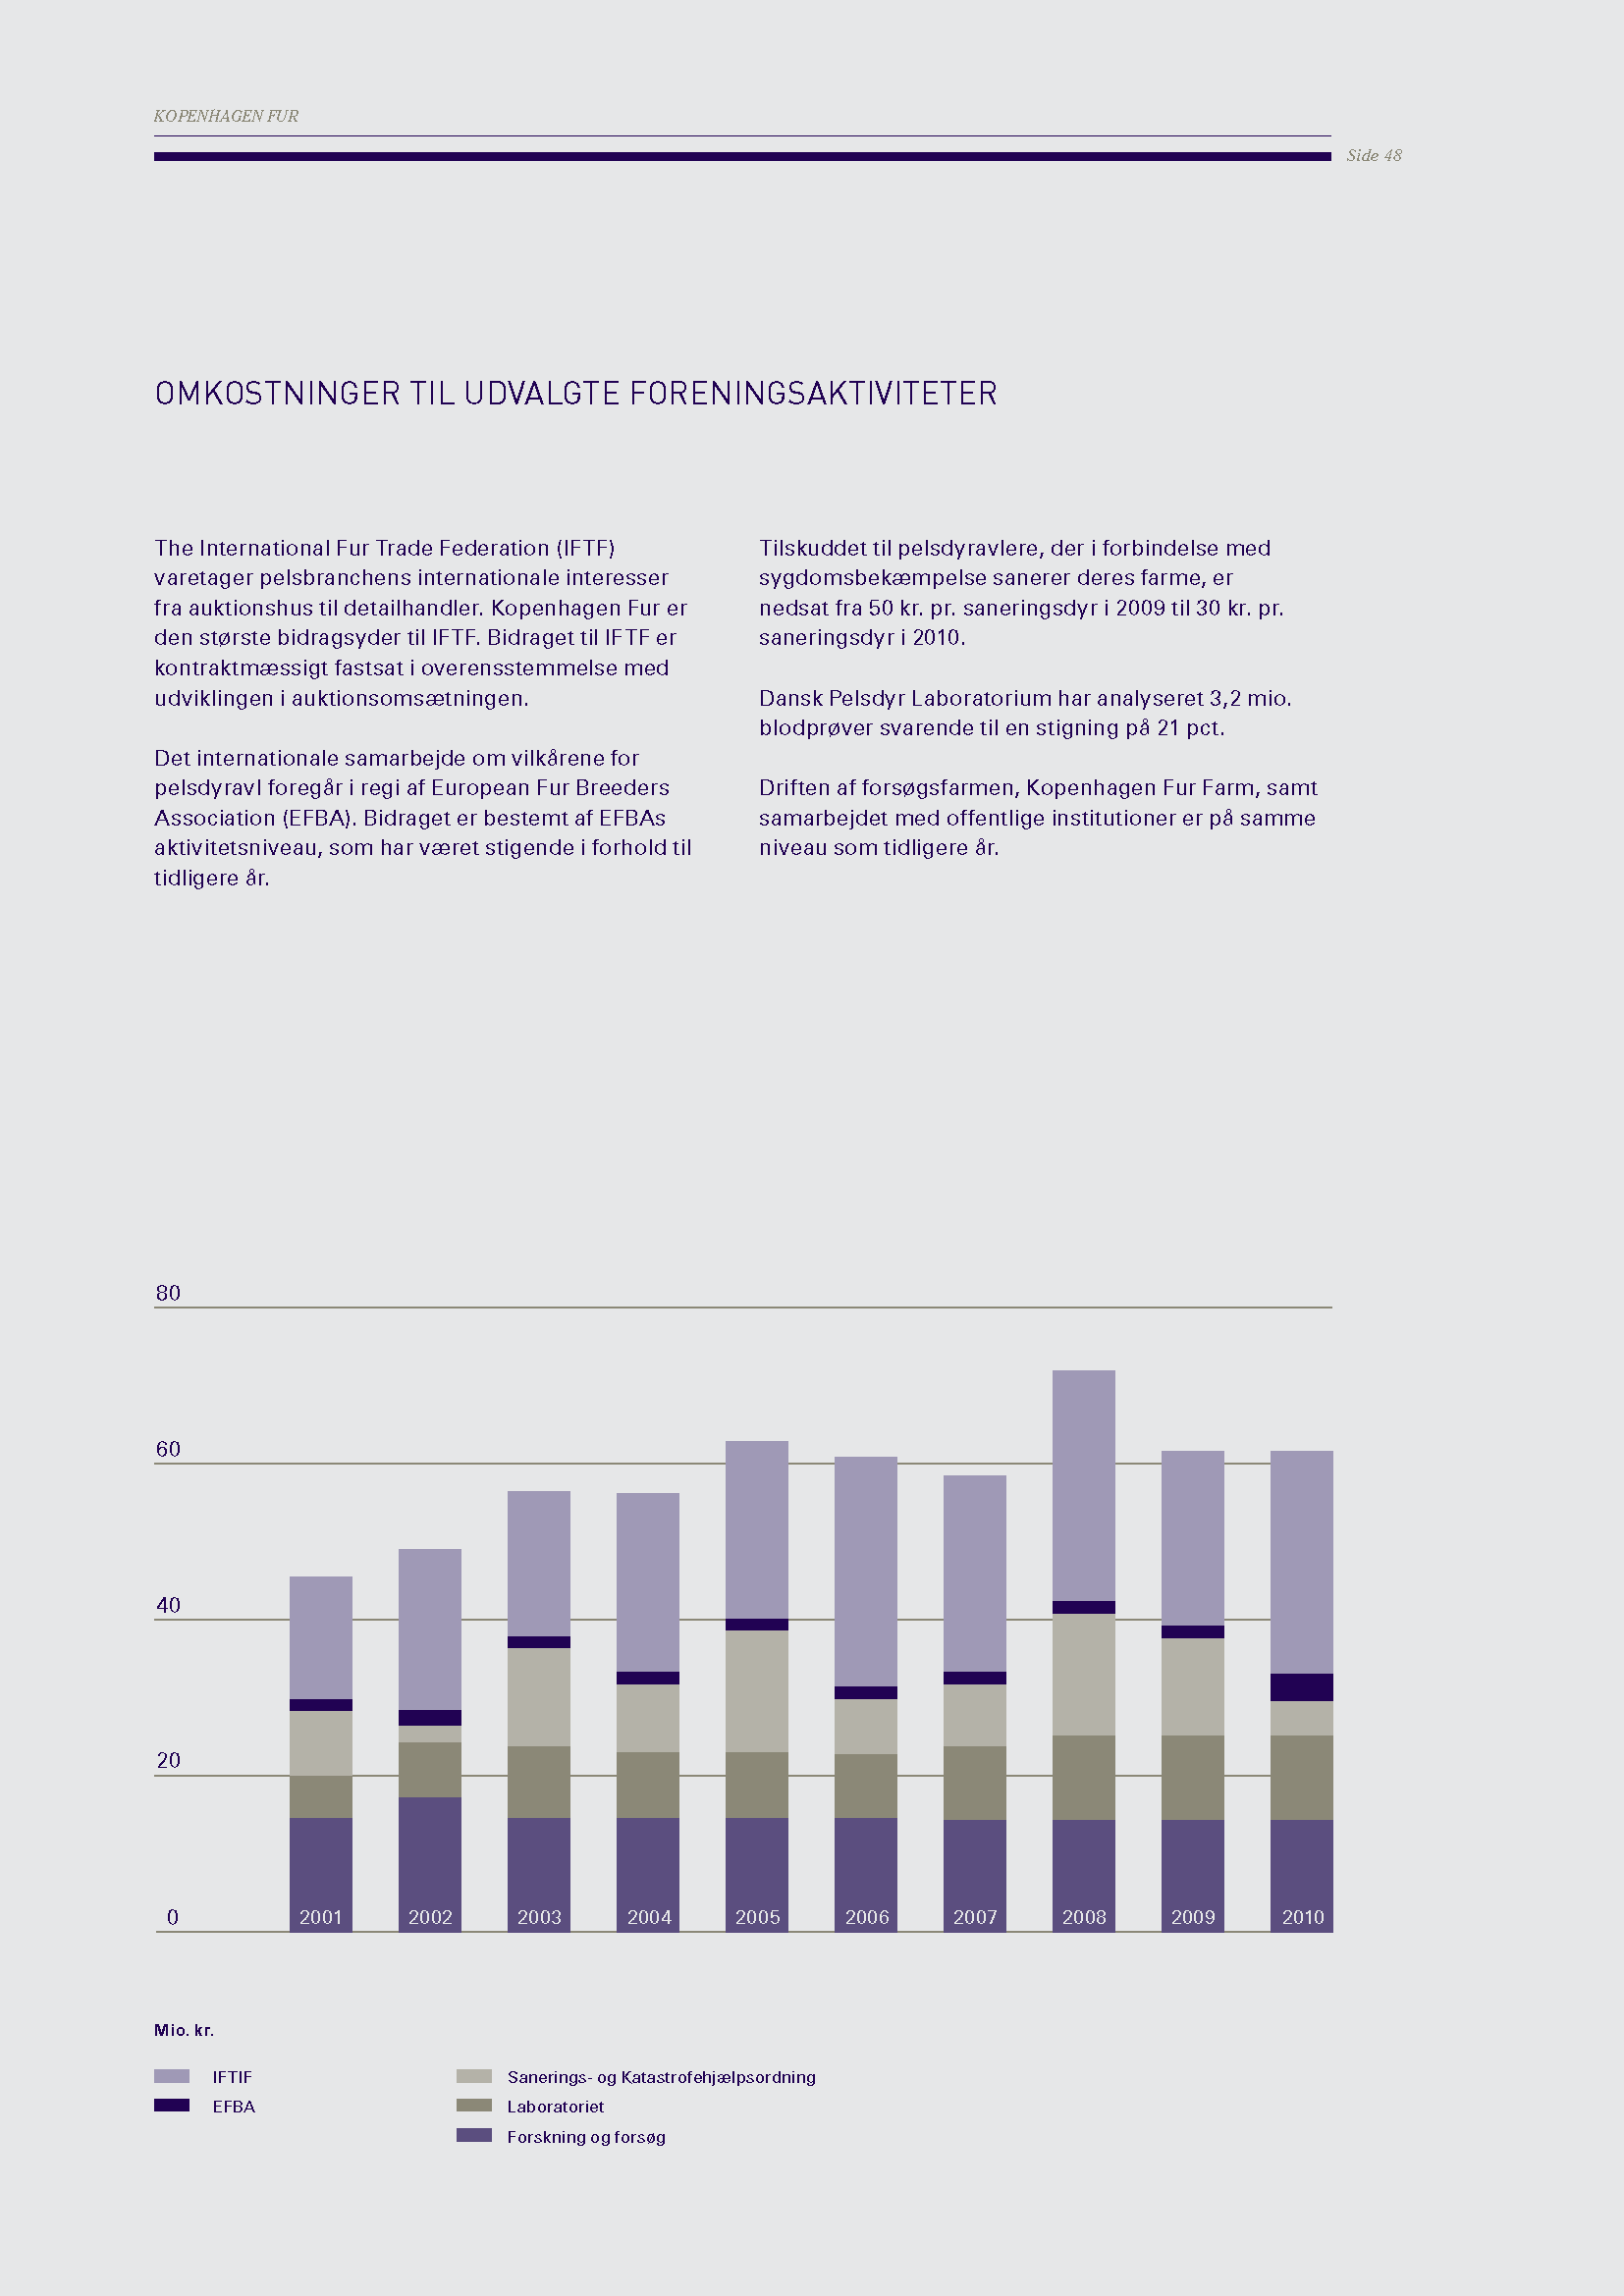 KOPENHAGEN FUR
Side 48
OMKOSTNINGER TIL UDVALGTE FORENINGSAKTIVITETER
The International Fur Trade Federation (IFTF)
varetager pelsbranchens internationale interesser
fra auktionshus til detailhandler. Kopenhagen Fur er
den største bidragsyder til IFTF. Bidraget til IFTF er
kontraktmæssigt fastsat i overensstemmelse med
udviklingen i auktionsomsætningen.
Det internationale samarbejde om vilkårene for
pelsdyravl foregår i regi af European Fur Breeders
Association (EFBA). Bidraget er bestemt af EFBAs
aktivitetsniveau, som har været stigende i forhold til
tidligere år.
Tilskuddet til pelsdyravlere, der i forbindelse med
sygdomsbekæmpelse sanerer deres farme, er
nedsat fra 50 kr. pr. saneringsdyr i 2009 til 30 kr. pr.
saneringsdyr i 2010.
Dansk Pelsdyr Laboratorium har analyseret 3,2 mio.
blodprøver svarende til en stigning på 21 pct.
Driften af forsøgsfarmen, Kopenhagen Fur Farm, samt
samarbejdet med offentlige institutioner er på samme
niveau som tidligere år.
80
60
40
20
0
2001 2002 2003 2004 2005 2006 2007 2008 2009 2010
Mio. kr.
IFTIF
EFBA
Sanerings- og Katastrofehjælpsordning
Laboratoriet
Forskning og forsøg